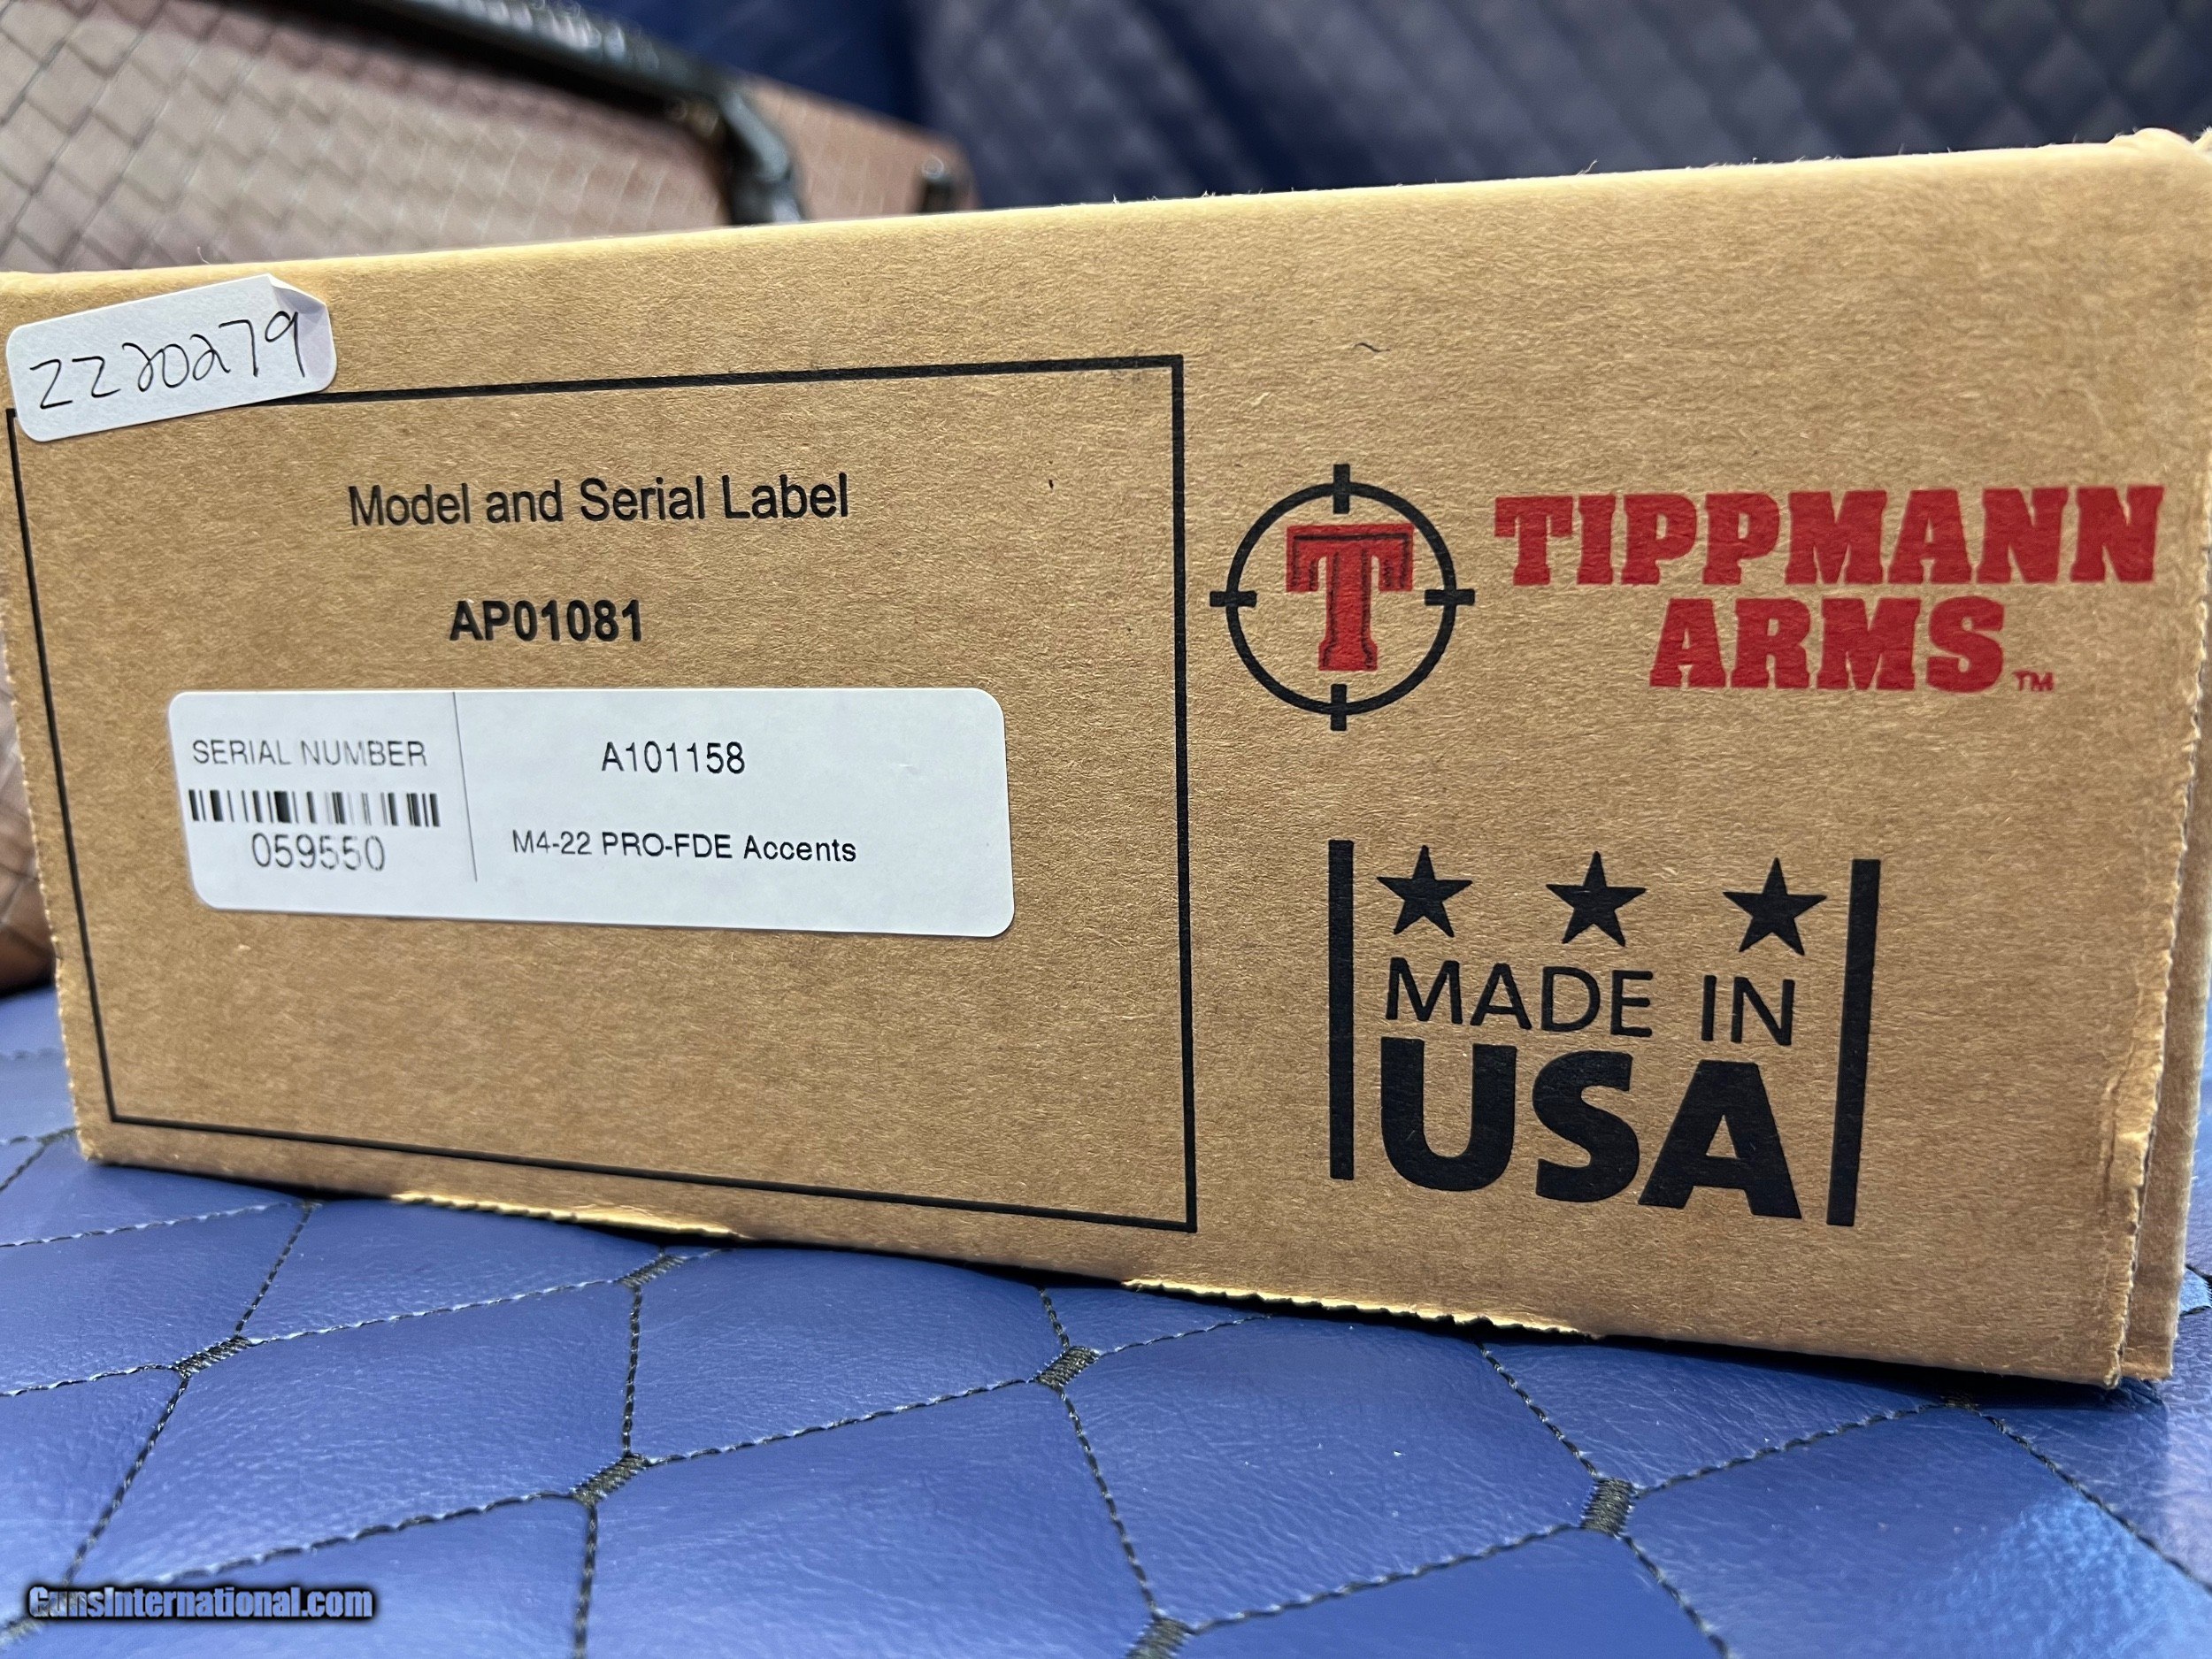 2220279
Model and Serial Label
AP01081
SERIAL NUMBER
059550
A101158
M4-22 PRO-FDE Accents
T
TIPPMANN
ARMS™
MADE IN
USA
GunsInternational.com